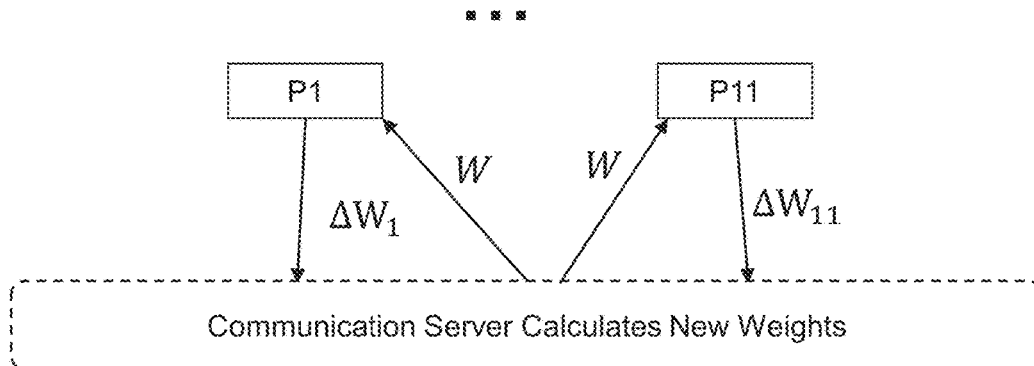 ...
P1 P11
W W
ΔW₁ ΔW₁₁
Communication Server Calculates New Weights